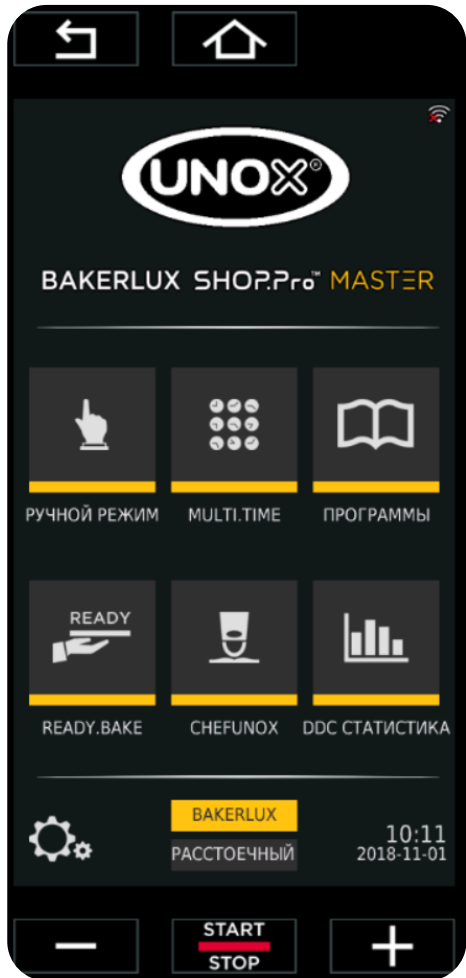 UNOX®
BAKERLUX SHOP.Pro™ MASTER
РУЧНОЙ РЕЖИМ
MULTI.TIME
ПРОГРАММЫ
READY
READY.BAKE
CHEFUNOX
DDC СТАТИСТИКА
BAKERLUX
РАССТОЕЧНЫЙ
10:11
2018-11-01
START
STOP